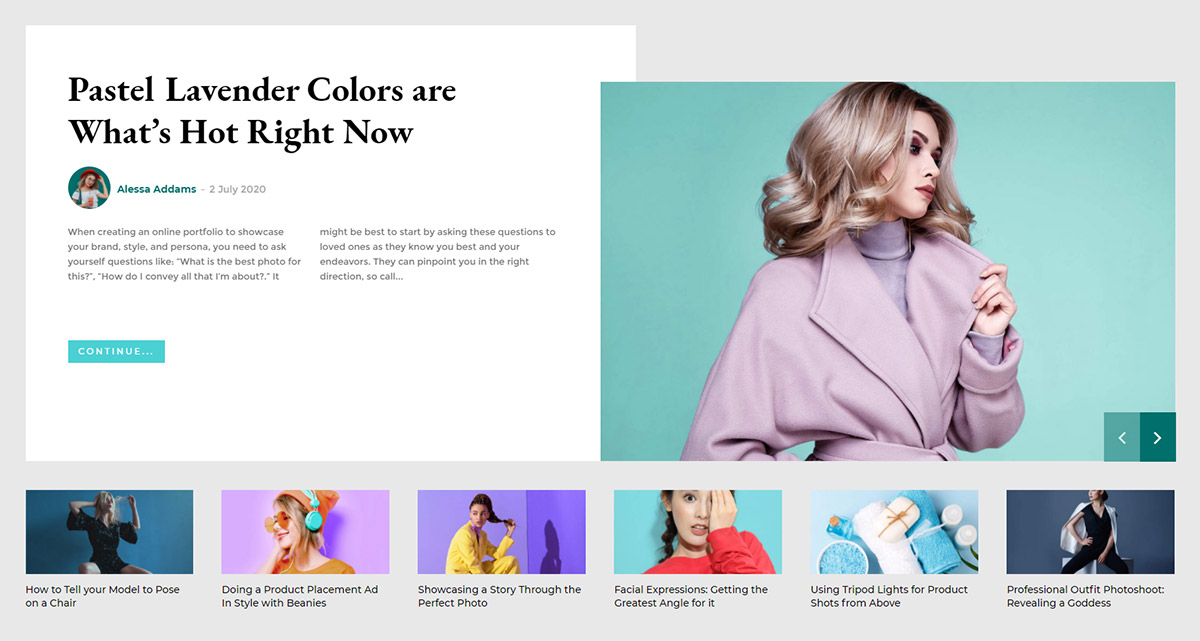 Pastel Lavender Colors are
What's Hot Right Now
Alessa Addams - 2 July 2020
When creating an online portfolio to showcase
your brand, style, and persona, you need to ask
yourself questions like: "What is the best photo for
this?", "How do I convey all that I'm about?." It
might be best to start by asking these questions to
loved ones as they know you best and your
endeavors. They can pinpoint you in the right
direction, so call...
CONTINUE...
How to Tell your Model to Pose
on a Chair
Doing a Product Placement Ad
In Style with Beanies
Showcasing a Story Through the
Perfect Photo
Facial Expressions: Getting the
Greatest Angle for it
Using Tripod Lights for Product
Shots from Above
Professional Outfit Photoshoot:
Revealing a Goddess